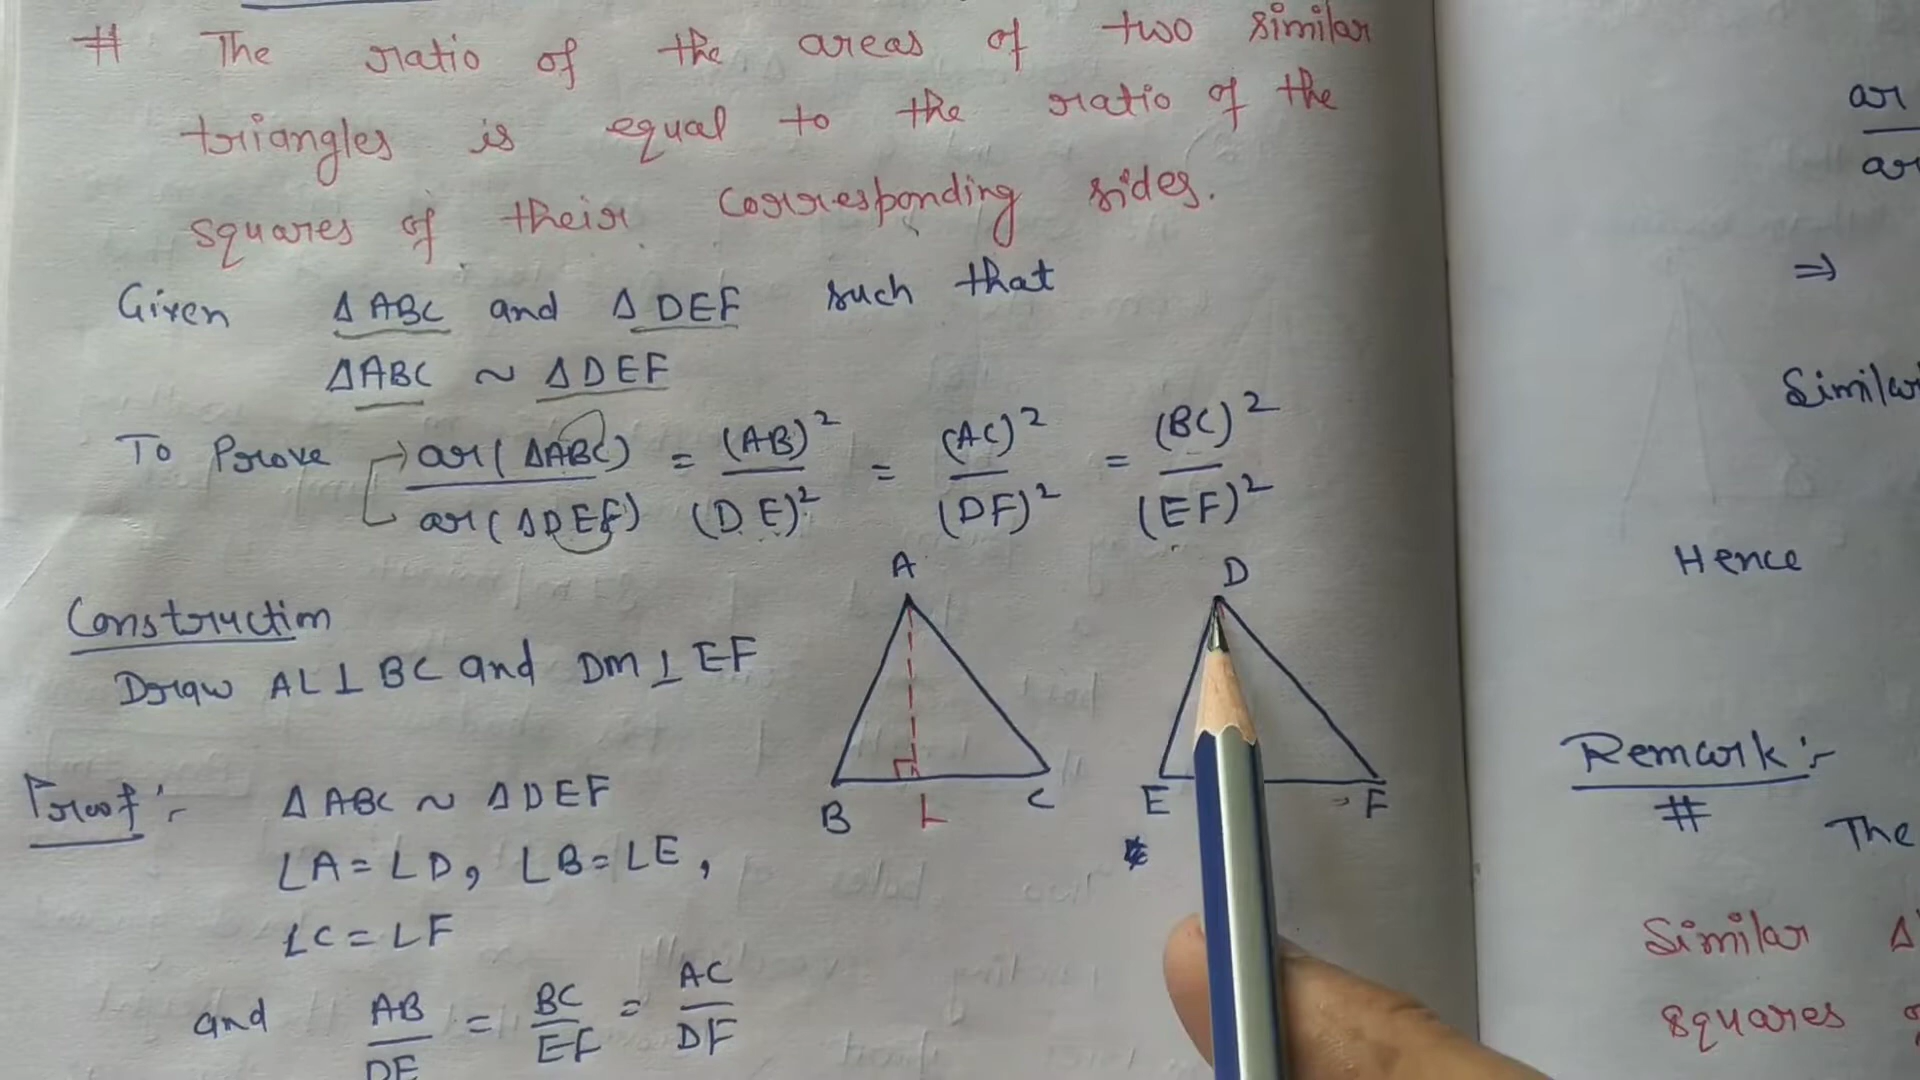 # The ratio of the areas of two similar
triangles is equal to the ratio of the
squares of their corresponding sides.
Given ΔABC and ΔDEF such that
ΔABC ~ ΔDEF
To Prove ar(ΔABC)/ar(ΔDEF) = (AB)²/(DE)² = (AC)²/(DF)² = (BC)²/(EF)²
Construction
Draw AL⊥BC and DM⊥EF
A
B
L
C
D
E
F
Proof:- ΔABC ~ ΔDEF
∠A=∠D, ∠B=∠E,
∠C=∠F
and AB/DE = BC/EF = AC/DF
ar
ar
⇒
Similar
Hence
Remark:-
# The
Similar Δ
squares